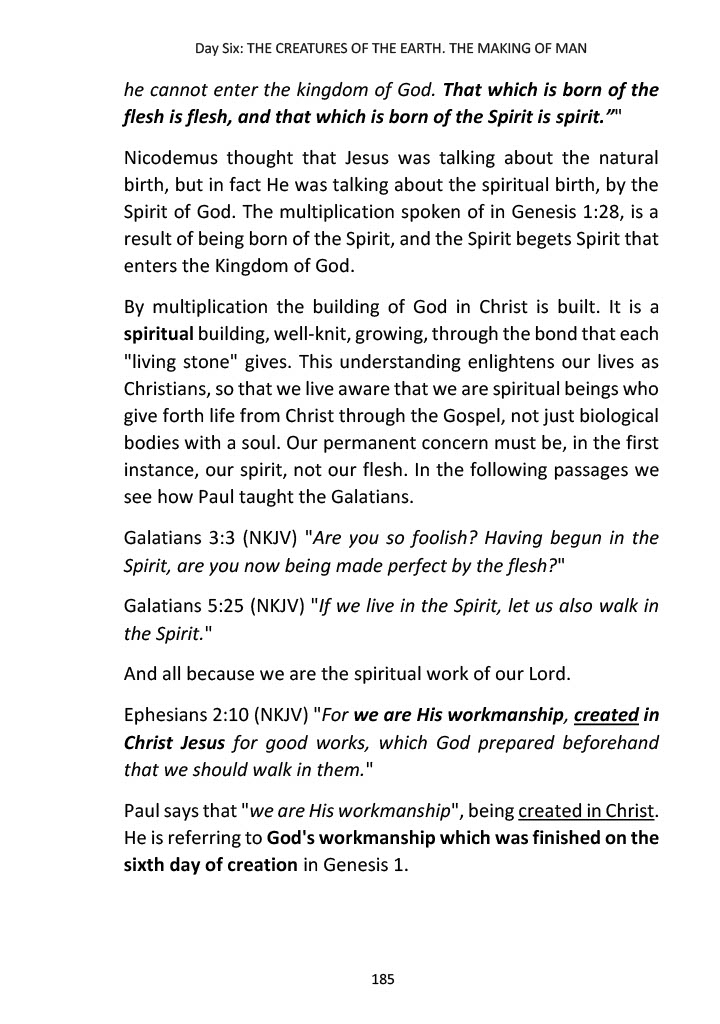 Day Six: THE CREATURES OF THE EARTH. THE MAKING OF MAN
he cannot enter the kingdom of God. That which is born of the
flesh is flesh, and that which is born of the Spirit is spirit.”"
Nicodemus thought that Jesus was talking about the natural
birth, but in fact He was talking about the spiritual birth, by the
Spirit of God. The multiplication spoken of in Genesis 1:28, is a
result of being born of the Spirit, and the Spirit begets Spirit that
enters the Kingdom of God.
By multiplication the building of God in Christ is built. It is a
spiritual building, well-knit, growing, through the bond that each
"living stone" gives. This understanding enlightens our lives as
Christians, so that we live aware that we are spiritual beings who
give forth life from Christ through the Gospel, not just biological
bodies with a soul. Our permanent concern must be, in the first
instance, our spirit, not our flesh. In the following passages we
see how Paul taught the Galatians.
Galatians 3:3 (NKJV) "Are you so foolish? Having begun in the
Spirit, are you now being made perfect by the flesh?"
Galatians 5:25 (NKJV) "If we live in the Spirit, let us also walk in
the Spirit."
And all because we are the spiritual work of our Lord.
Ephesians 2:10 (NKJV) "For we are His workmanship, created in
Christ Jesus for good works, which God prepared beforehand
that we should walk in them."
Paul says that "we are His workmanship", being created in Christ.
He is referring to God's workmanship which was finished on the
sixth day of creation in Genesis 1.
185